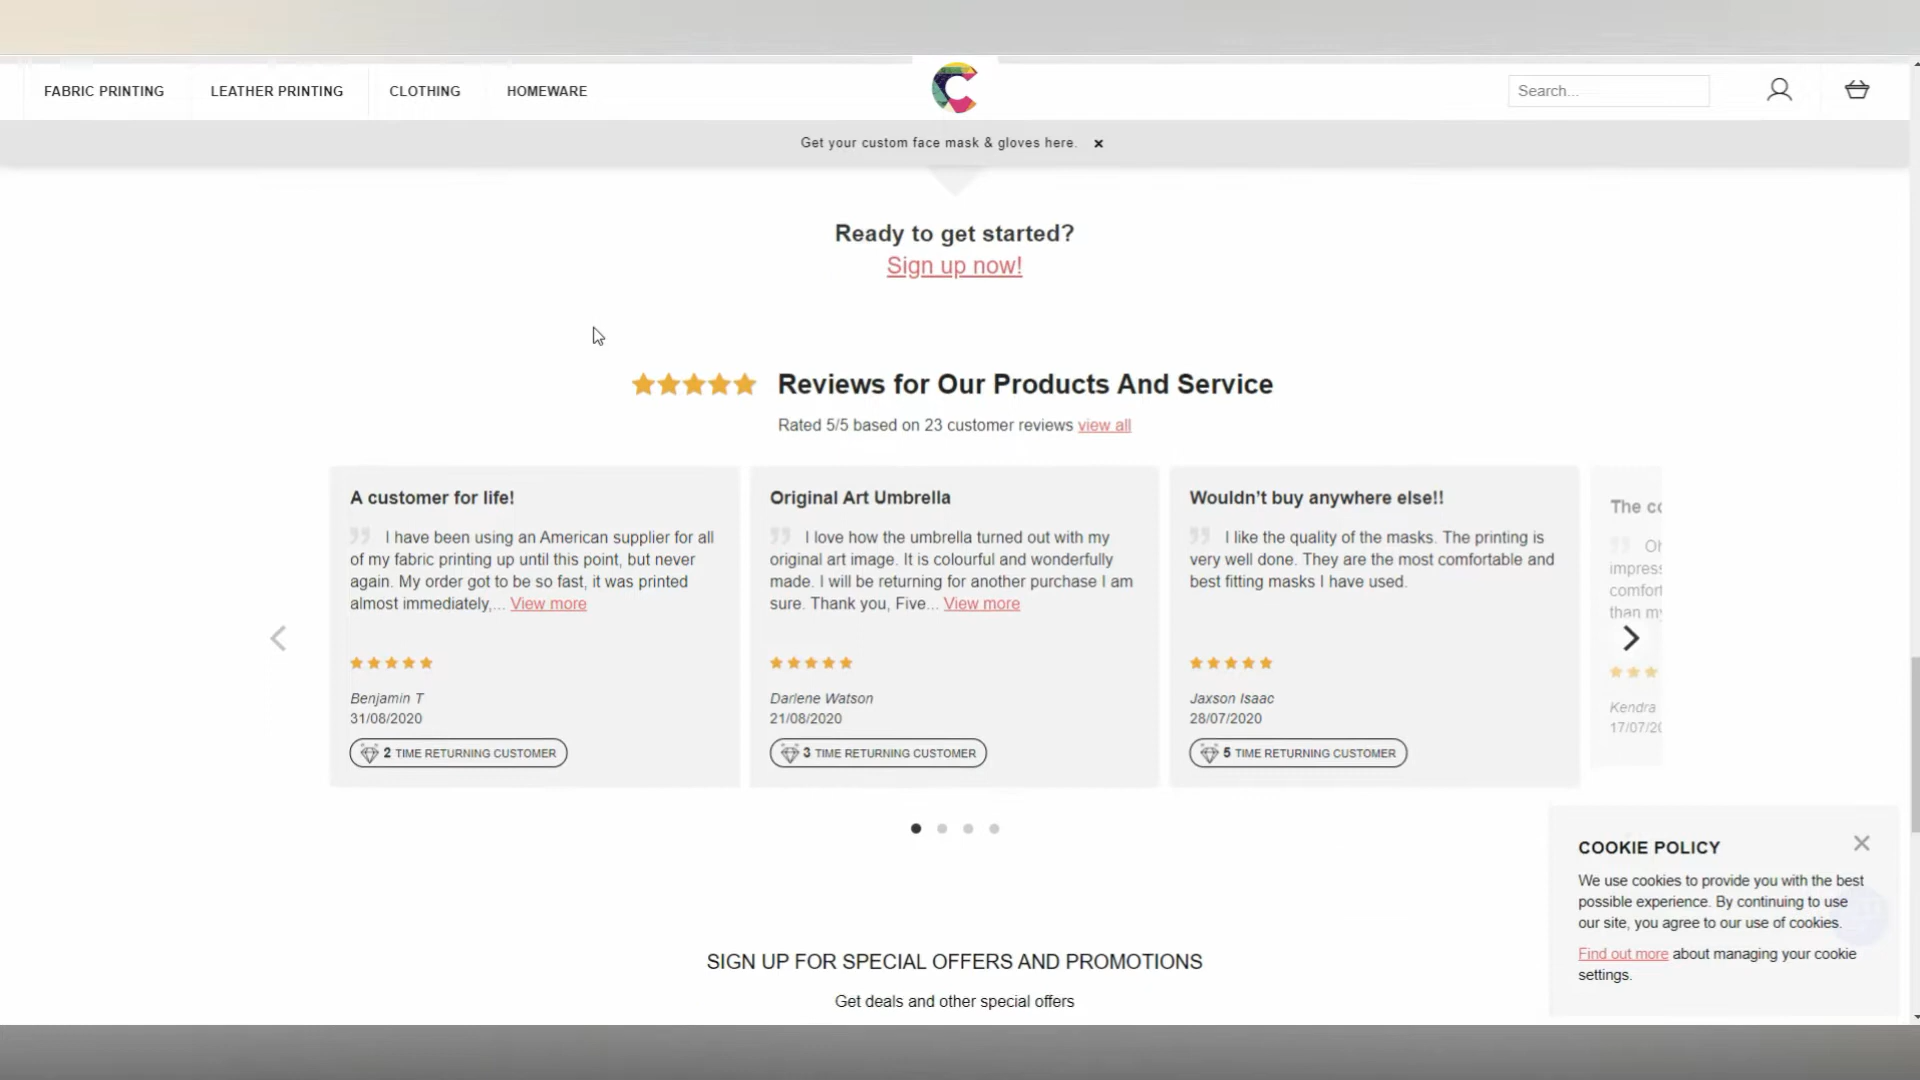 FABRIC PRINTING
LEATHER PRINTING
CLOTHING
HOMEWARE
Search...
Get your custom face mask & gloves here. ×
Ready to get started?
Sign up now!
Reviews for Our Products And Service
Rated 5/5 based on 23 customer reviews view all
A customer for life!
I have been using an American supplier for all
of my fabric printing up until this point, but never
again. My order got to be so fast, it was printed
almost immediately,... View more
Benjamin T
31/08/2020
2 TIME RETURNING CUSTOMER
Original Art Umbrella
I love how the umbrella turned out with my
original art image. It is colourful and wonderfully
made. I will be returning for another purchase I am
sure. Thank you, Five... View more
Darlene Watson
21/08/2020
3 TIME RETURNING CUSTOMER
Wouldn't buy anywhere else!!
I like the quality of the masks. The printing is
very well done. They are the most comfortable and
best fitting masks I have used.
Jaxson Isaac
28/07/2020
5 TIME RETURNING CUSTOMER
The
than
Kendra
COOKIE POLICY
We use cookies to provide you with the best
possible experience. By continuing to use
our site, you agree to our use of cookies.
Find out more about managing your cookie
settings.
SIGN UP FOR SPECIAL OFFERS AND PROMOTIONS
Get deals and other special offers